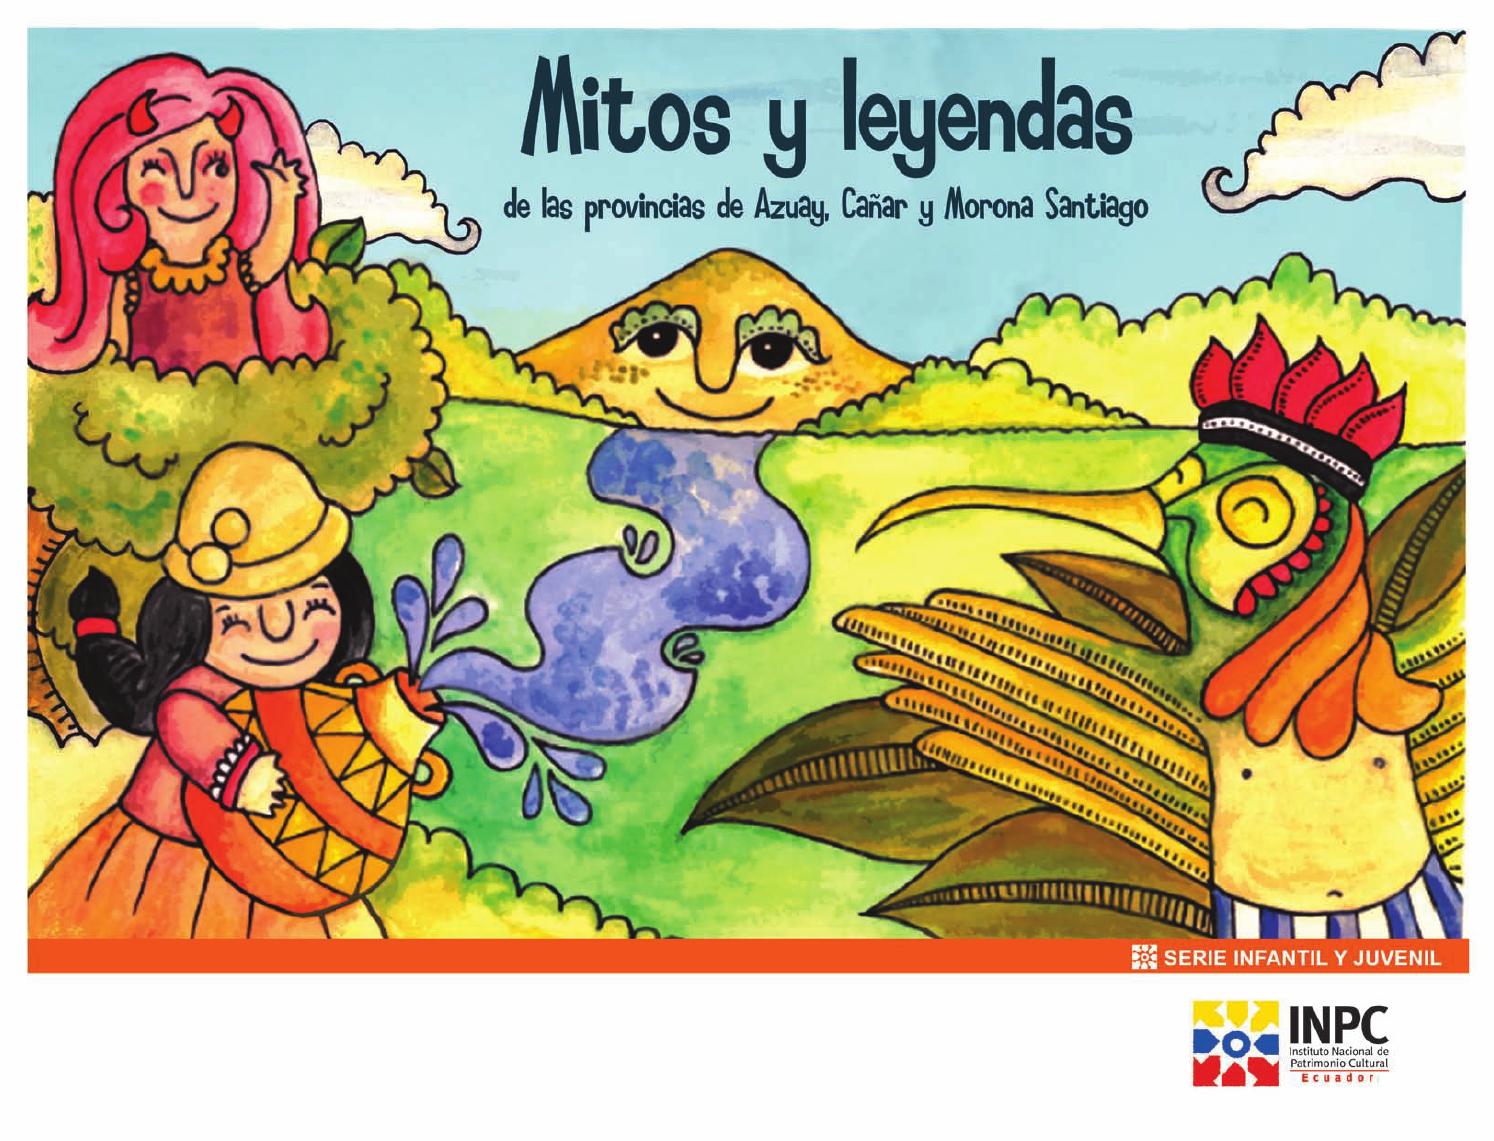 Mitos y leyendas
de las provincias de Azuay, Cañar y Morona Santiago
SERIE INFANTIL Y JUVENIL
INPC
Instituto Nacional de
Patrimonio Cultural
Ecuador